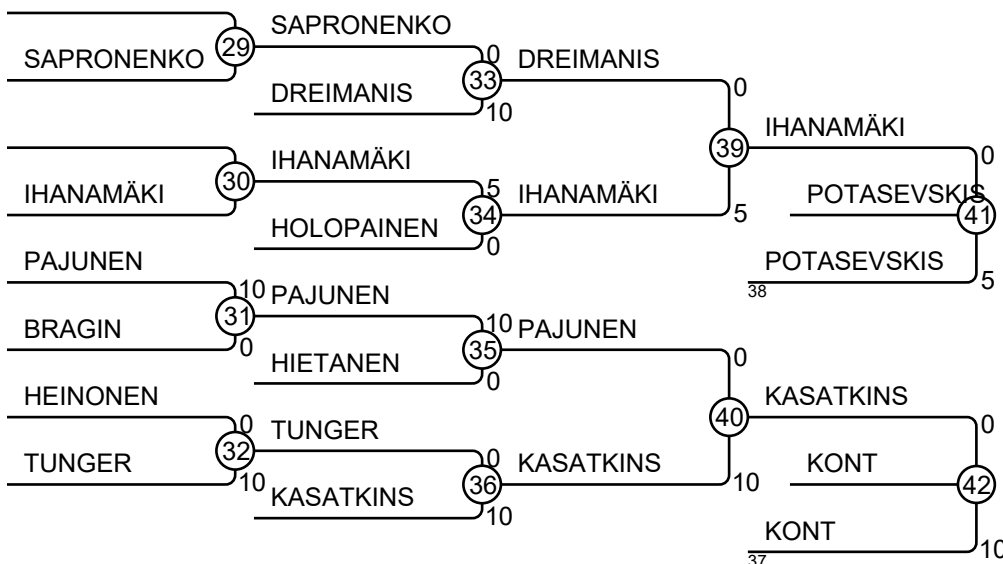 SAPRONENKO
29
SAPRONENKO
0
33
DREIMANIS
10
DREIMANIS
0
39
IHANAMÄKI
30
IHANAMÄKI
5
34
HOLOPAINEN
0
IHANAMÄKI
5
IHANAMÄKI
0
POTASEVSKIS
41
POTASEVSKIS
38
5
PAJUNEN
10
31
BRAGIN
0
PAJUNEN
10
35
HIETANEN
0
PAJUNEN
0
40
HEINONEN
0
32
TUNGER
10
TUNGER
0
36
KASATKINS
10
KASATKINS
10
KASATKINS
0
KONT
42
KONT
37
10